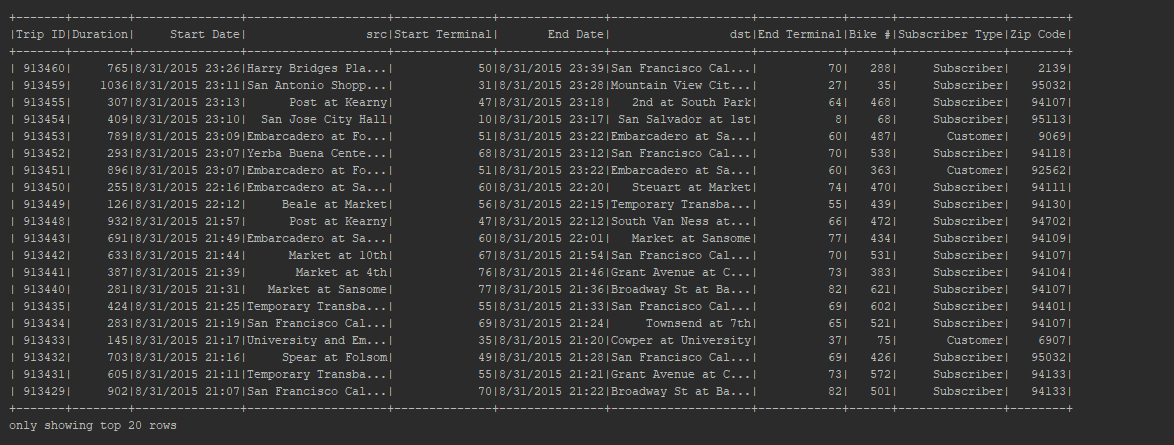 +-------+--------+---------------+--------------------+--------------+---------------+--------------------+------------+------+---------------+--------+
|Trip ID|Duration|     Start Date|                 src|Start Terminal|       End Date|                 dst|End Terminal|Bike #|Subscriber Type|Zip Code|
+-------+--------+---------------+--------------------+--------------+---------------+--------------------+------------+------+---------------+--------+
| 913460|     765|8/31/2015 23:26|Harry Bridges Pla...|            50|8/31/2015 23:39|San Francisco Cal...|          70|   288|     Subscriber|    2139|
| 913459|    1036|8/31/2015 23:11|San Antonio Shopp...|            31|8/31/2015 23:28|Mountain View Cit...|          27|    35|     Subscriber|   95032|
| 913455|     307|8/31/2015 23:13|      Post at Kearny|            47|8/31/2015 23:18|   2nd at South Park|          64|   468|     Subscriber|   94107|
| 913454|     409|8/31/2015 23:10|  San Jose City Hall|            10|8/31/2015 23:17| San Salvador at 1st|           8|    68|     Subscriber|   95113|
| 913453|     789|8/31/2015 23:09|Embarcadero at Fo...|            51|8/31/2015 23:22|Embarcadero at Sa...|          60|   487|       Customer|    9069|
| 913452|     293|8/31/2015 23:07|Yerba Buena Cente...|            68|8/31/2015 23:12|San Francisco Cal...|          70|   538|     Subscriber|   94118|
| 913451|     896|8/31/2015 23:07|Embarcadero at Fo...|            51|8/31/2015 23:22|Embarcadero at Sa...|          60|   363|       Customer|   92562|
| 913450|     255|8/31/2015 22:16|Embarcadero at Sa...|            60|8/31/2015 22:20|   Steuart at Market|          74|   470|     Subscriber|   94111|
| 913449|     126|8/31/2015 22:12|     Beale at Market|            56|8/31/2015 22:15|Temporary Transba...|          55|   439|     Subscriber|   94130|
| 913448|     932|8/31/2015 21:57|      Post at Kearny|            47|8/31/2015 22:12|South Van Ness at...|          66|   472|     Subscriber|   94702|
| 913443|     691|8/31/2015 21:49|Embarcadero at Sa...|            60|8/31/2015 22:01|   Market at Sansome|          77|   434|     Subscriber|   94109|
| 913442|     633|8/31/2015 21:44|      Market at 10th|            67|8/31/2015 21:54|San Francisco Cal...|          70|   531|     Subscriber|   94107|
| 913441|     387|8/31/2015 21:39|       Market at 4th|            76|8/31/2015 21:46|Grant Avenue at C...|          73|   383|     Subscriber|   94104|
| 913440|     281|8/31/2015 21:31|   Market at Sansome|            77|8/31/2015 21:36|Broadway St at Ba...|          82|   621|     Subscriber|   94107|
| 913435|     424|8/31/2015 21:25|Temporary Transba...|            55|8/31/2015 21:33|San Francisco Cal...|          69|   602|     Subscriber|   94401|
| 913434|     283|8/31/2015 21:19|San Francisco Cal...|            69|8/31/2015 21:24|     Townsend at 7th|          65|   521|     Subscriber|   94107|
| 913433|     145|8/31/2015 21:17|University and Em...|            35|8/31/2015 21:20|Cowper at University|          37|    75|       Customer|    6907|
| 913432|     703|8/31/2015 21:16|     Spear at Folsom|            49|8/31/2015 21:28|San Francisco Cal...|          69|   426|     Subscriber|   95032|
| 913431|     605|8/31/2015 21:11|Temporary Transba...|            55|8/31/2015 21:21|Grant Avenue at C...|          73|   572|     Subscriber|   94133|
| 913429|     902|8/31/2015 21:07|San Francisco Cal...|            70|8/31/2015 21:22|Broadway St at Ba...|          82|   501|     Subscriber|   94133|
+-------+--------+---------------+--------------------+--------------+---------------+--------------------+------------+------+---------------+--------+
only showing top 20 rows